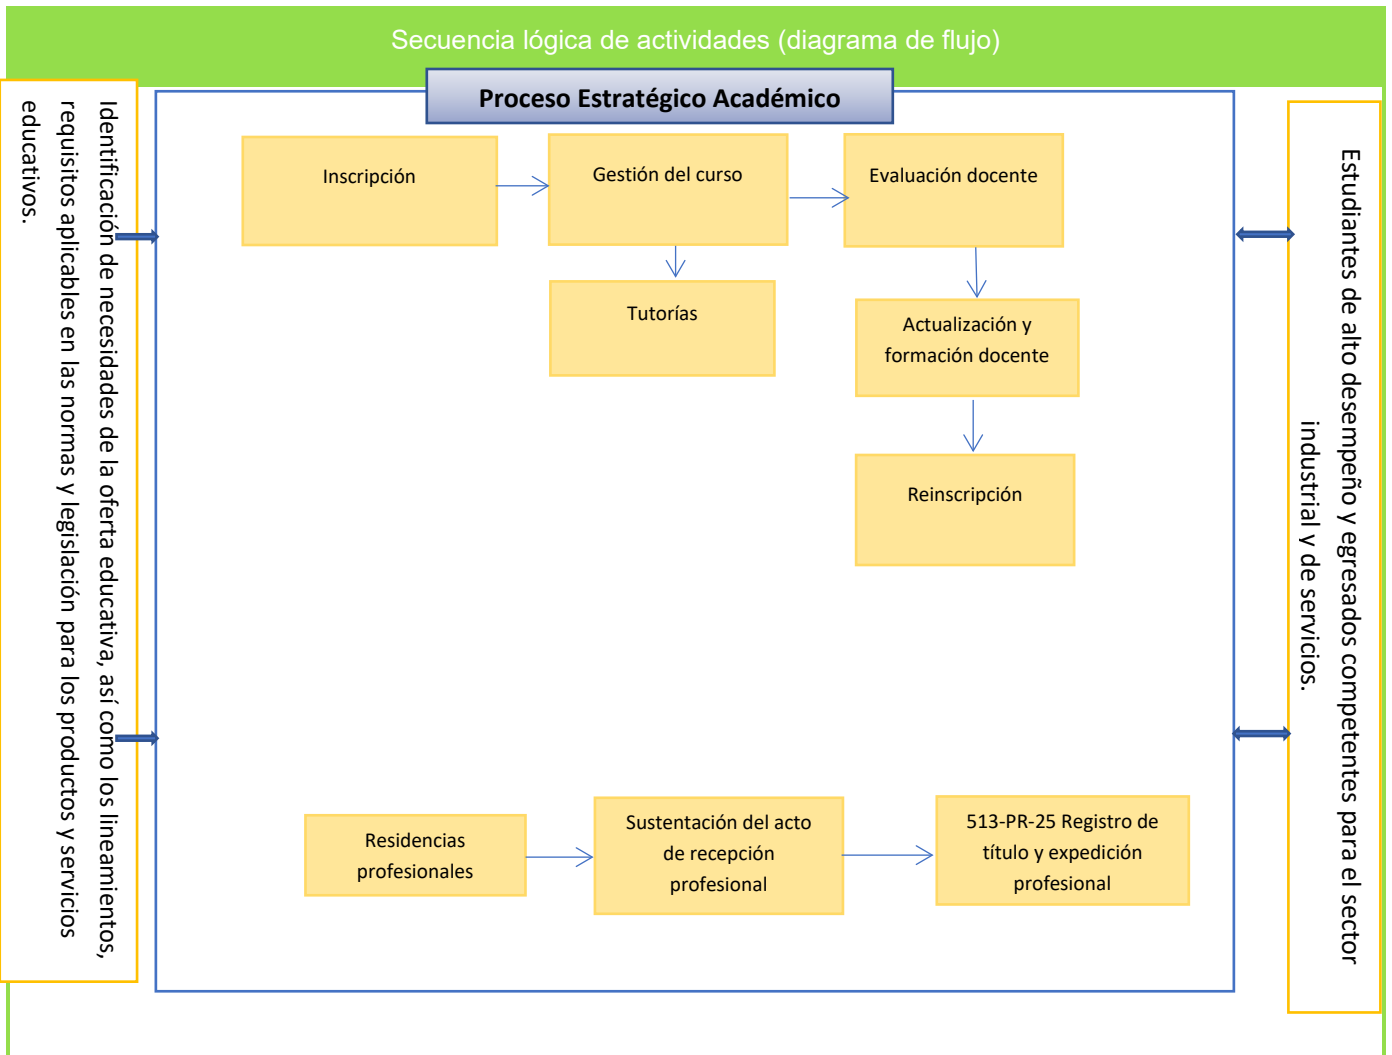 Secuencia lógica de actividades (diagrama de flujo)
Proceso Estratégico Académico
Identificación de necesidades de la oferta educativa, así como los lineamientos,
requisitos aplicables en las normas y legislación para los productos y servicios
educativos.
Inscripción
Gestión del curso
Evaluación docente
Tutorías
Actualización y
formación docente
Reinscripción
Residencias
profesionales
Sustentación del acto
de recepción
profesional
513-PR-25 Registro de
título y expedición
profesional
Estudiantes de alto desempeño y egresados competentes para el sector
industrial y de servicios.